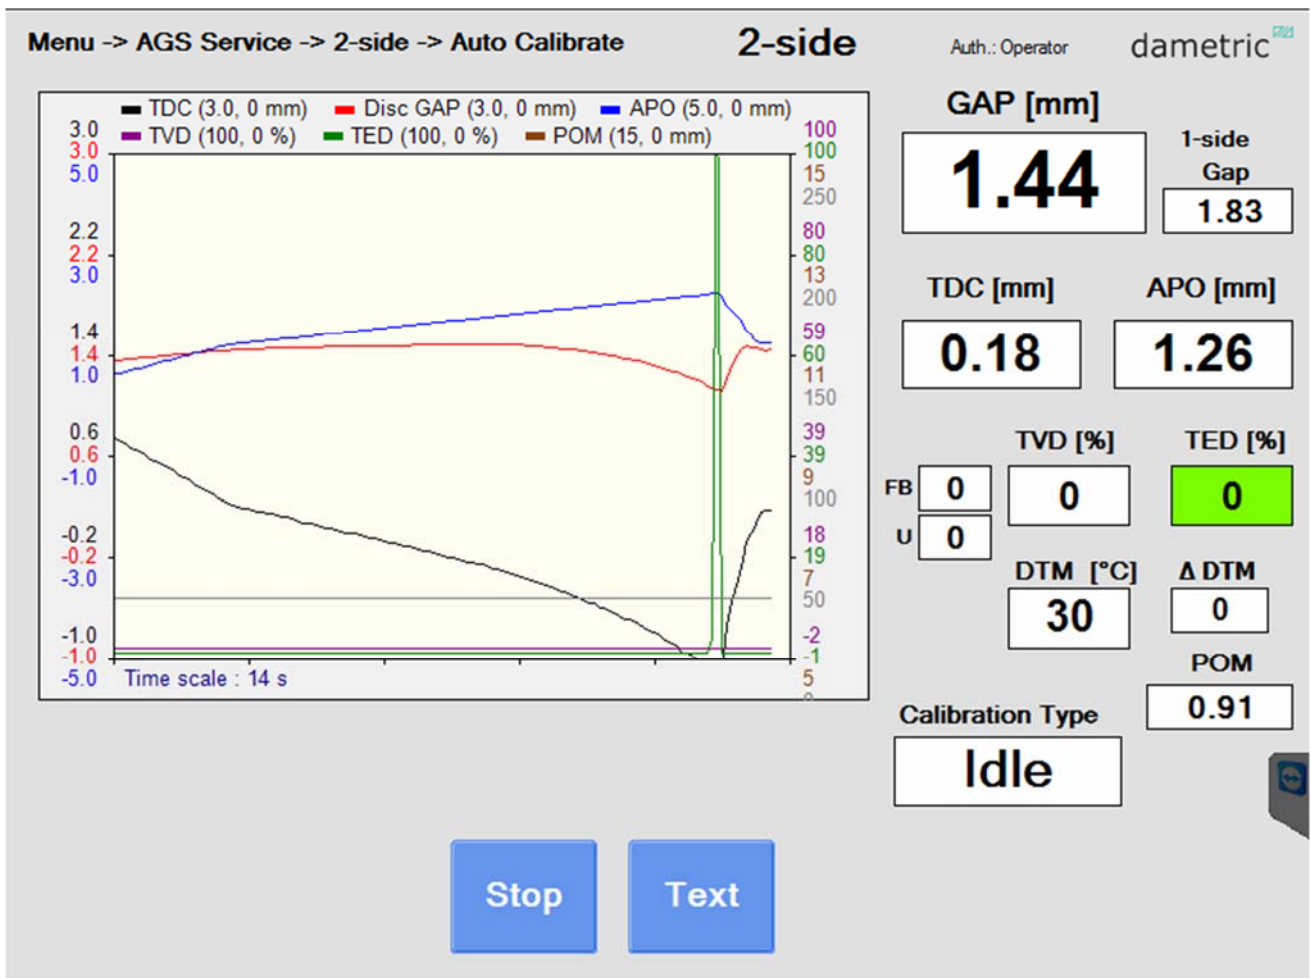 Menu -> AGS Service -> 2-side -> Auto Calibrate
2-side
Auth.: Operator
dametric
TDC (3.0, 0 mm) Disc GAP (3.0, 0 mm) APO (5.0, 0 mm)
TVD (100, 0 %) TED (100, 0 %) POM (15, 0 mm)
3.0
3.0
5.0
2.2
2.2
3.0
1.4
1.4
1.0
0.6
0.6
-1.0
-0.2
-0.2
-3.0
-1.0
-1.0
-5.0
Time scale : 14 s
100
100
15
250
80
80
13
200
59
60
11
150
39
39
9
100
18
19
7
50
-2
-1
5
GAP [mm]
1.44
1-side
Gap
1.83
TDC [mm]
0.18
APO [mm]
1.26
TVD [%]
TED [%]
FB 0
U 0
0
0
DTM [°C]
30
Δ DTM
0
POM
0.91
Calibration Type
Idle
Stop
Text